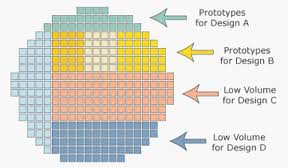 Prototypes
for Design A
Prototypes
for Design B
Low Volume
for Design C
Low Volume
for Design D